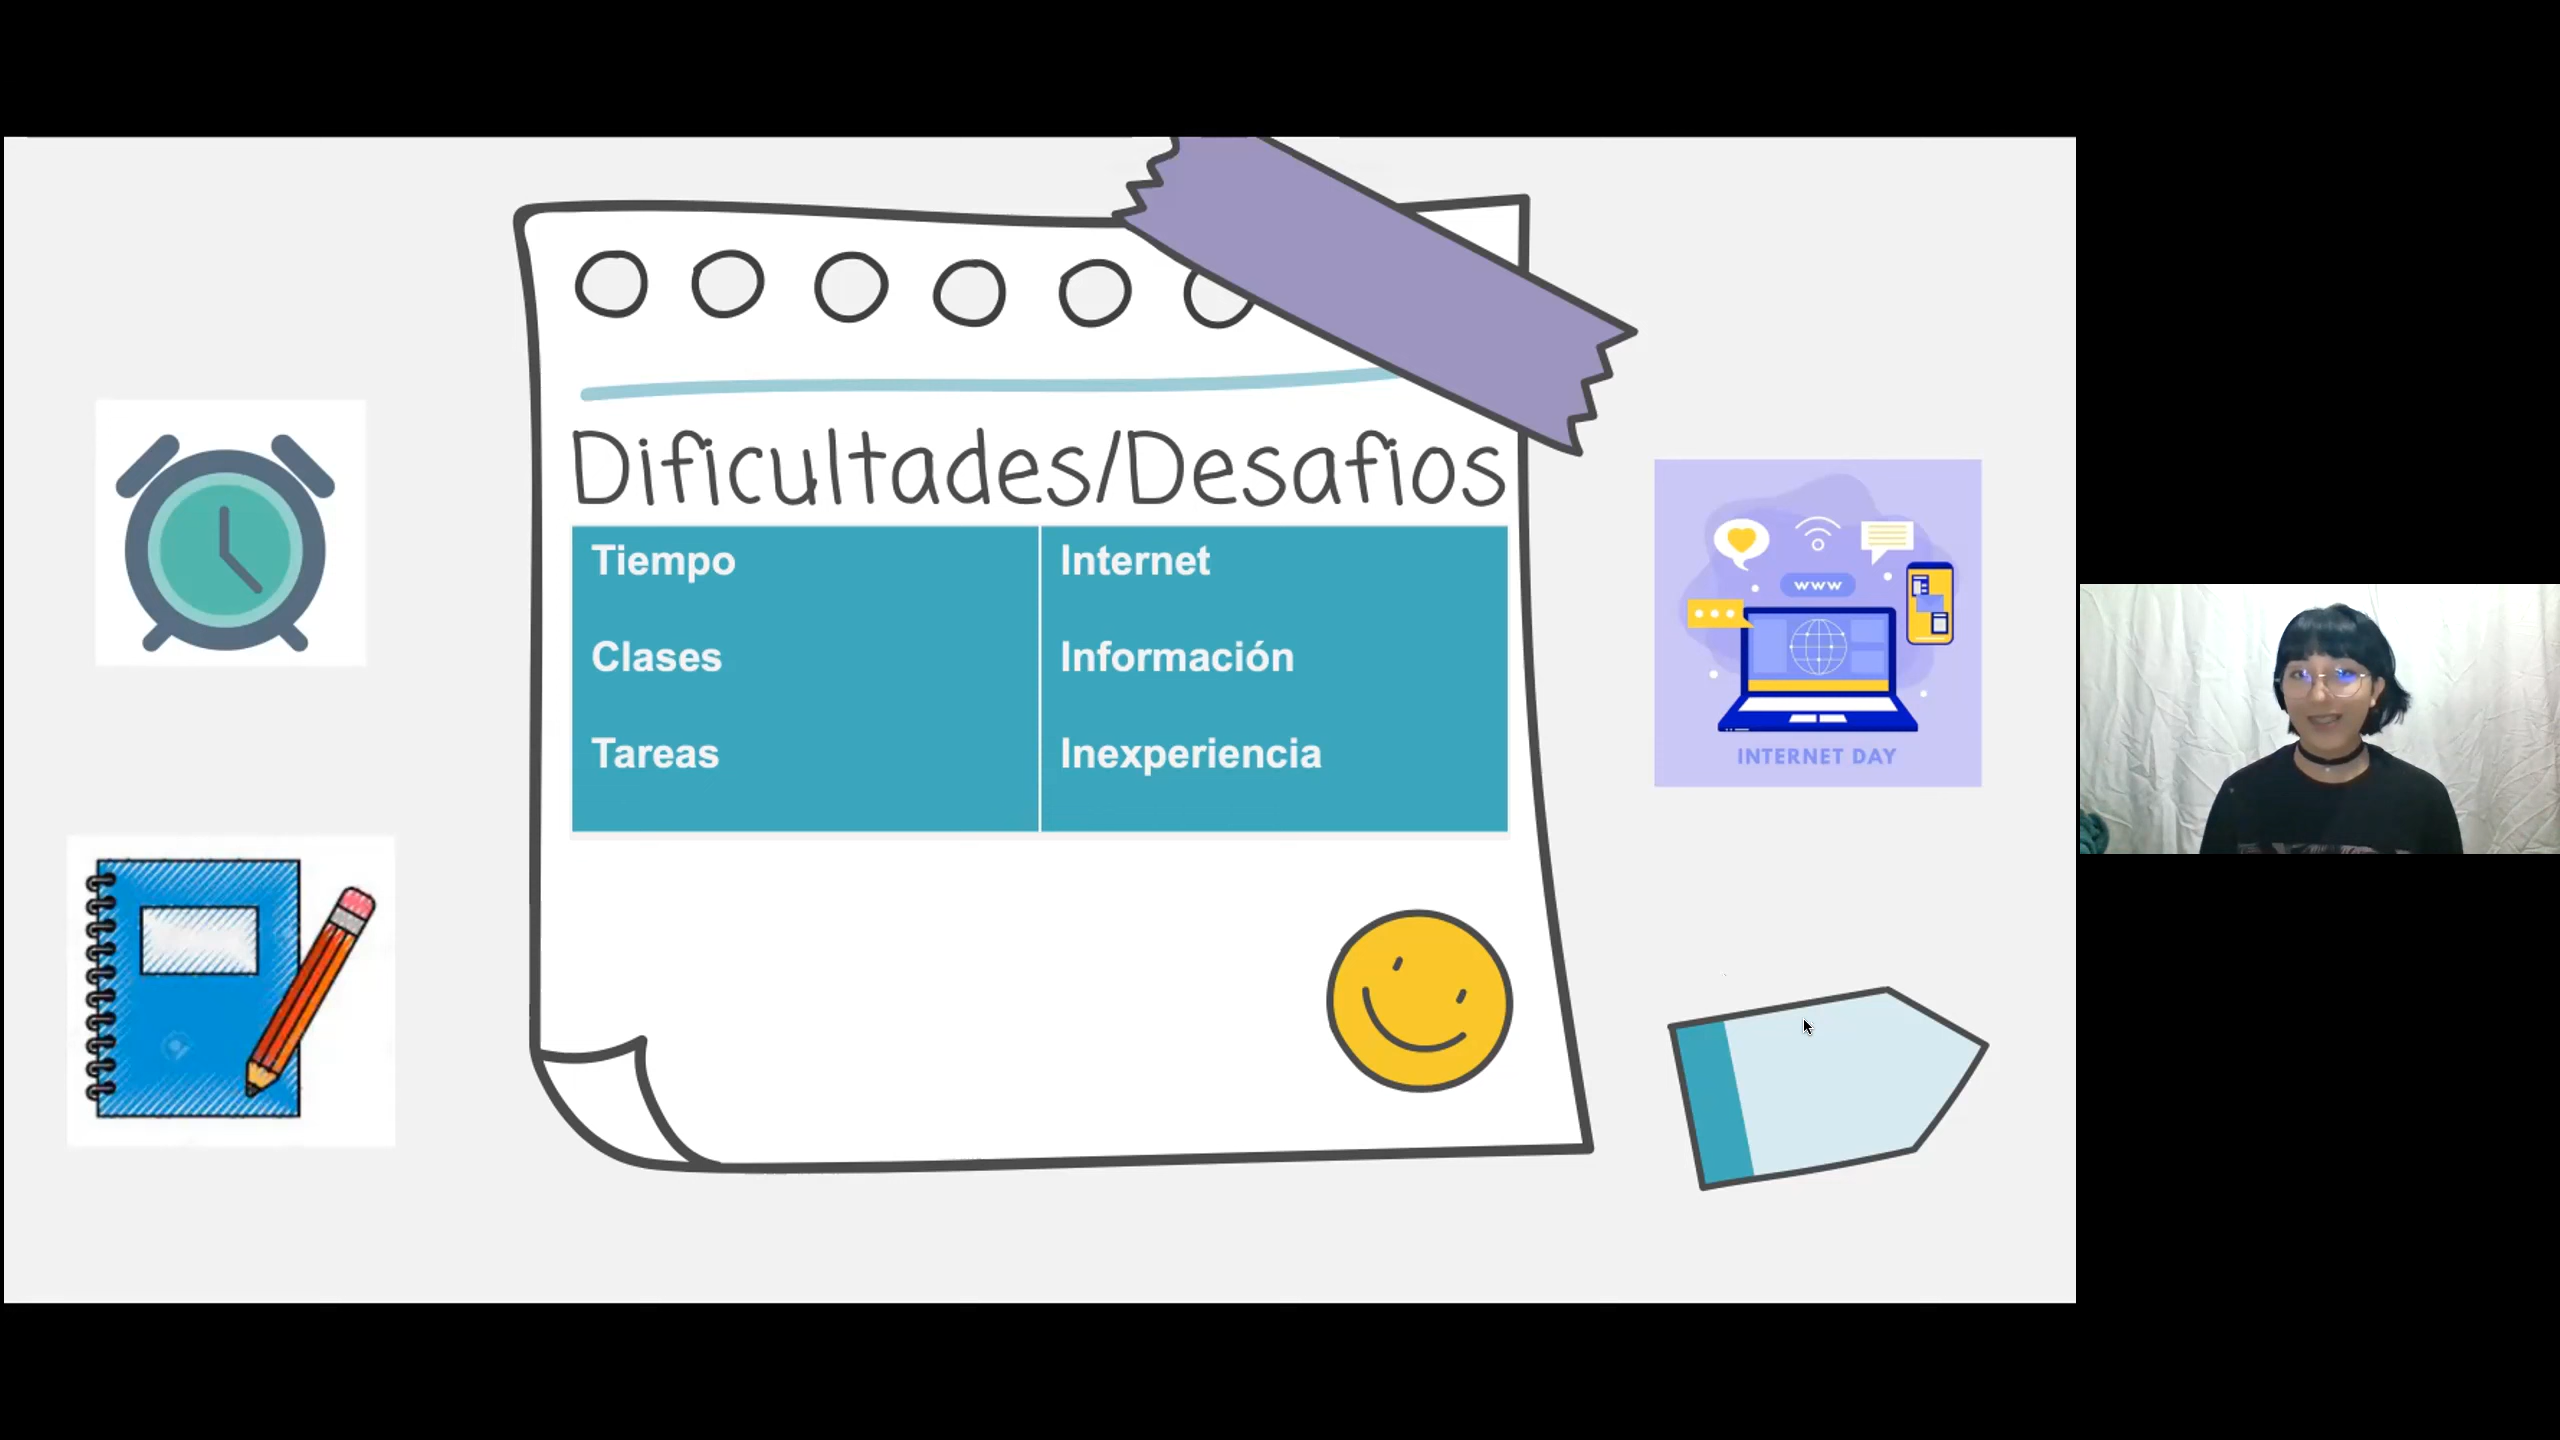 Dificultades/Desafios
Tiempo
Clases
Tareas
Internet
Información
Inexperiencia
www
INTERNET DAY